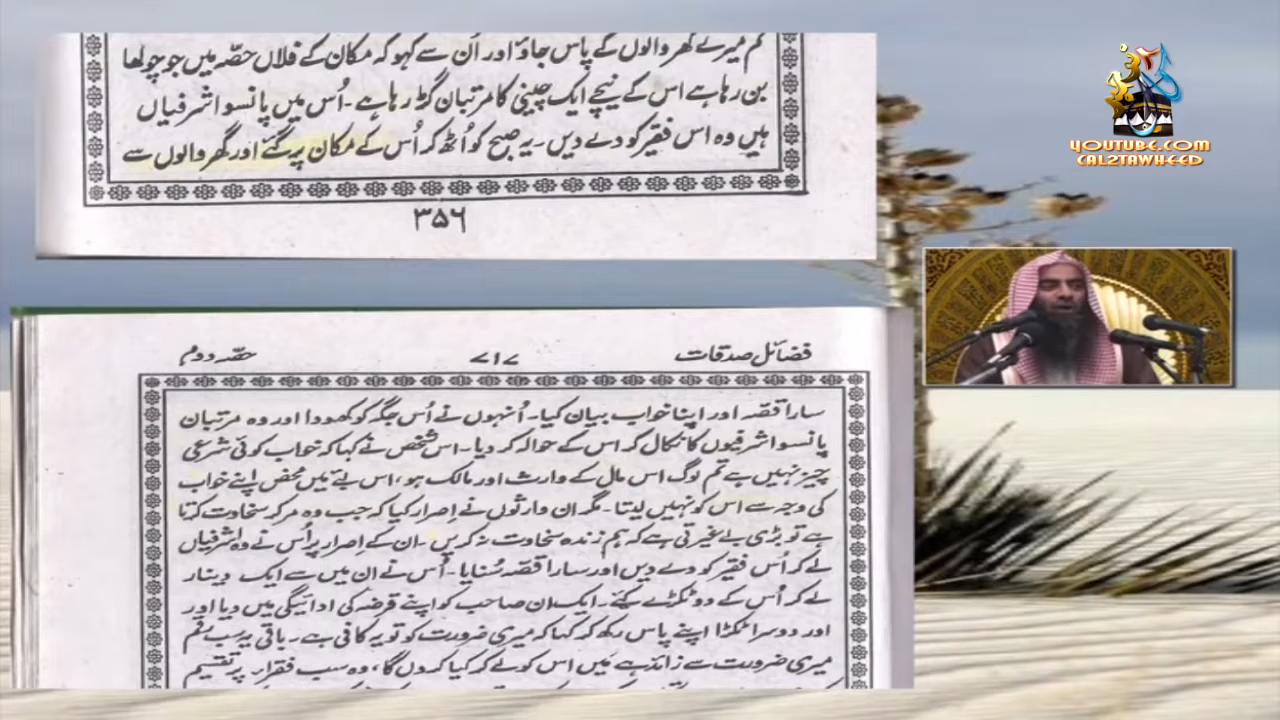 تم میرے گھر والوں کے پاس جاؤ اور اُن سے کہو کہ مکان کے فلاں حصّہ میں جو چولھا
بن رہا ہے اس کے نیچے ایک چینی کا مرتبان گڑ رہا ہے۔ اُس میں پانسو اشرفیاں
ہیں وہ اس فقیر کو دے دیں۔ یہ صبح کو اُٹھ کر اُس کے مکان پر گئے اور گھر والوں سے
۳۵۶
YOUTUBE.COM
CAL2TAWHEED
فضائل صدقات ۷۱۷ حصّہ دوم
سارا قصّہ اور اپنا خواب بیان کیا۔ اُنہوں نے اُس جگہ کو کھودا اور وہ مرتبان
پانسو اشرفیوں کا نکال کر اس کے حوالہ کر دیا۔ اس شخص نے کہا کہ خواب کوئی شرعی
چیز نہیں ہے تم لوگ اس مال کے وارث اور مالک ہو، اس لئے میں محض اپنے خواب
کی وجہ سے اس کو نہیں لیتا۔ مگر ان وارثوں نے اصرار کیا کہ جب وہ مر کر سخاوت کرتا
ہے تو بڑی بے غیرتی ہے کہ ہم زندہ سخاوت نہ کریں۔ ان کے اصرار پر اُس نے وہ اشرفیاں
لے کر اُس فقیر کو دے دیں اور سارا قصّہ سُنایا۔ اُس نے ان میں سے ایک دینار
لے کر اُس کے دو ٹکڑے کئے۔ ایک ان صاحب کو اپنے قرضہ کی ادائیگی میں دیا اور
اور دوسرا ٹکڑا اپنے پاس رکھ کر کہا کہ میری ضرورت کو تو یہ کافی ہے۔ باقی یہ سب رقم
میری ضرورت سے زائد ہے میں اس کو لے کر کیا کروں گا، وہ سب فقراء پر تقسیم